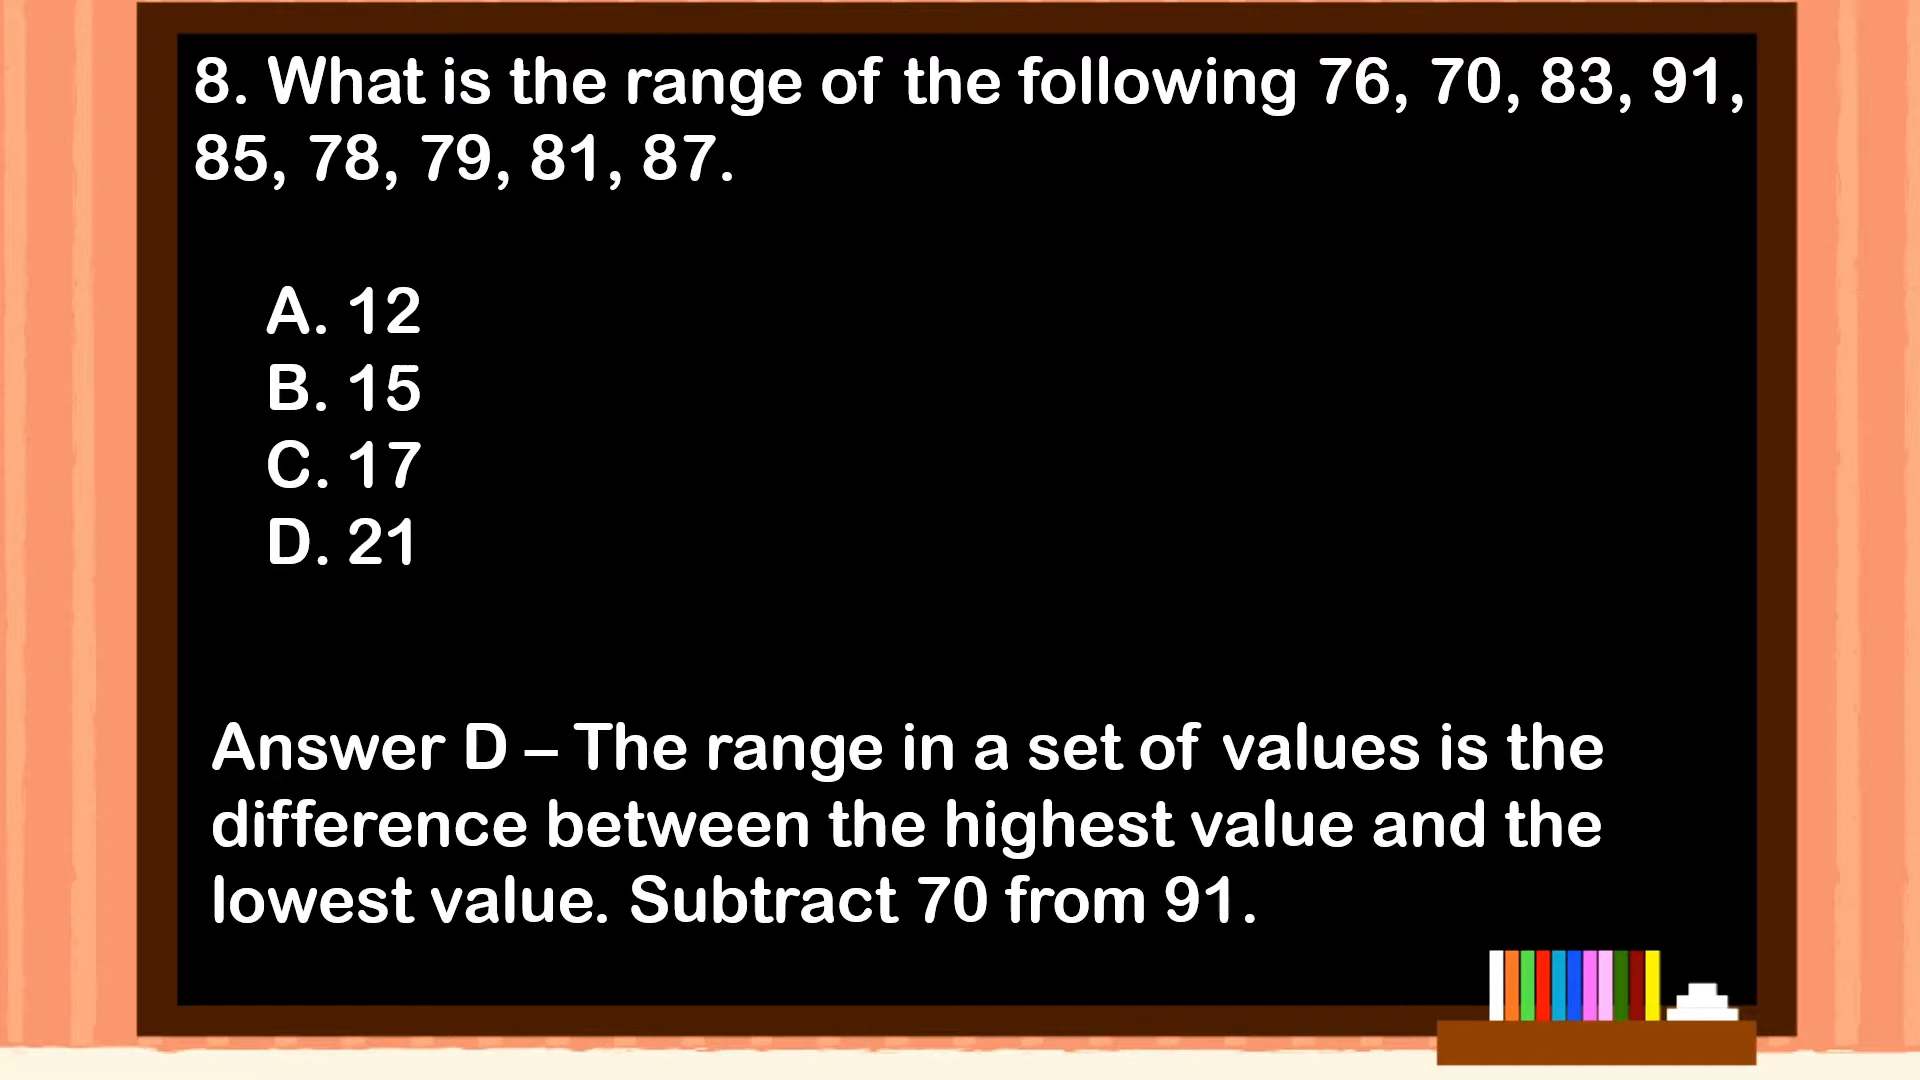 8. What is the range of the following 76, 70, 83, 91,
85, 78, 79, 81, 87.
A. 12
B. 15
C. 17
D. 21
Answer D – The range in a set of values is the
difference between the highest value and the
lowest value. Subtract 70 from 91.